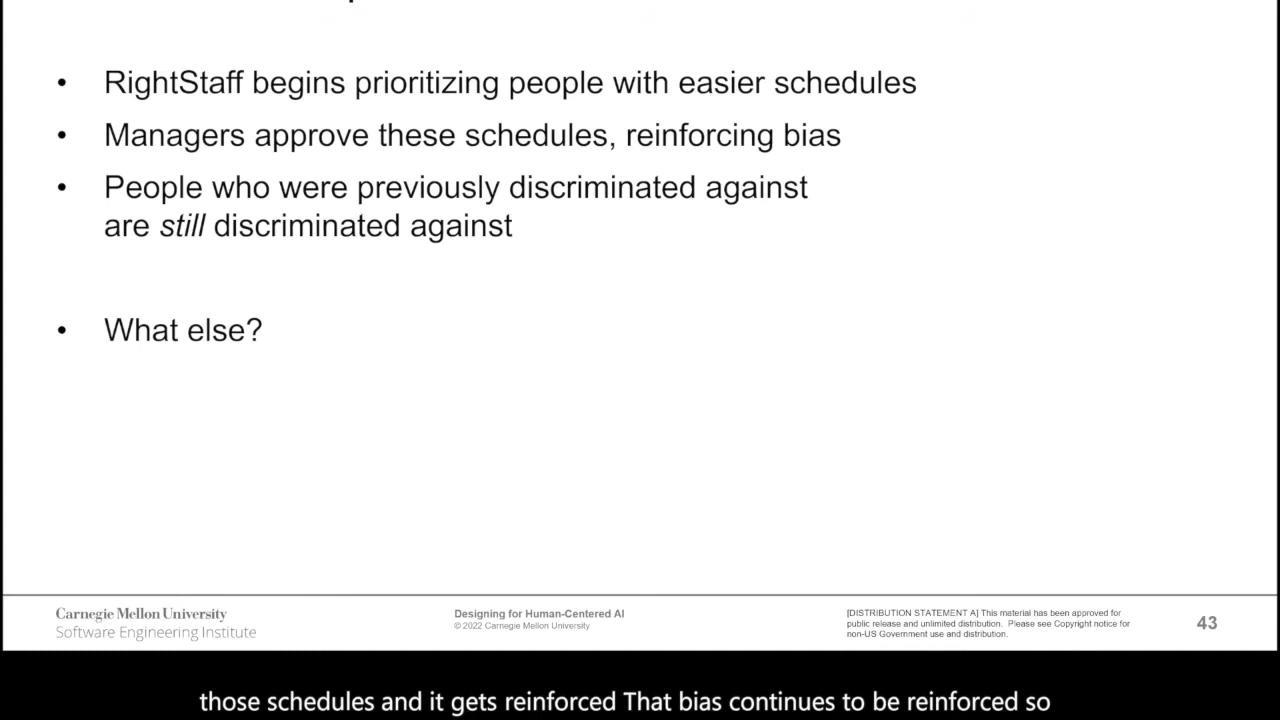 • RightStaff begins prioritizing people with easier schedules
• Managers approve these schedules, reinforcing bias
• People who were previously discriminated against
are still discriminated against
• What else?
Carnegie Mellon University
Software Engineering Institute
Designing for Human-Centered AI
© 2022 Carnegie Mellon University
[DISTRIBUTION STATEMENT A] This material has been approved for
public release and unlimited distribution. Please see Copyright notice for
non-US Government use and distribution.
43
those schedules and it gets reinforced That bias continues to be reinforced so